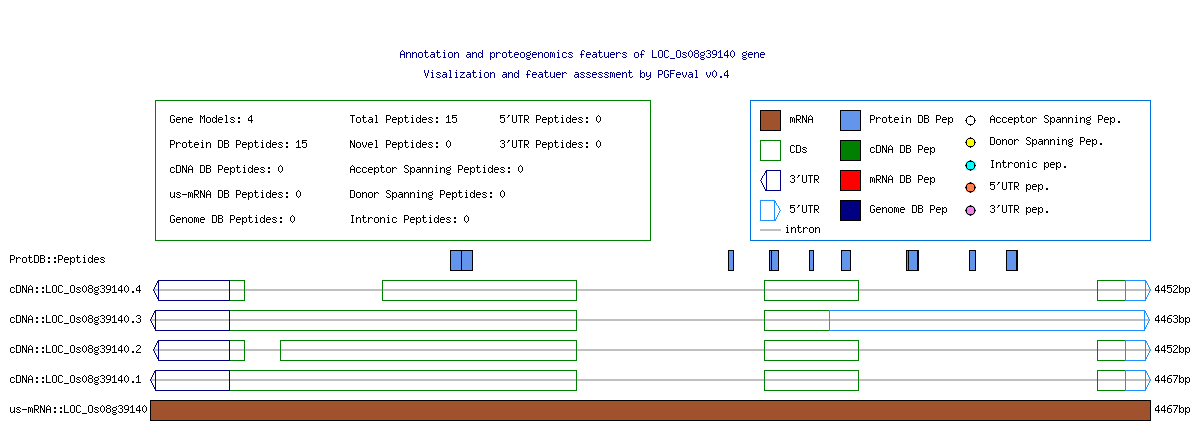 Annotation and proteogenomics featuers of LOC_Os08g39140 gene
Visalization and featuer assessment by PGFeval v0.4
Gene Models: 4 Total Peptides: 15 5'UTR Peptides: 0
Protein DB Peptides: 15 Novel Peptides: 0 3'UTR Peptides: 0
cDNA DB Peptides: 0 Acceptor Spanning Peptides: 0
us-mRNA DB Peptides: 0 Donor Spanning Peptides: 0
Genome DB Peptides: 0 Intronic Peptides: 0
mRNA Protein DB Pep Acceptor Spanning Pep.
CDs cDNA DB Pep Donor Spanning Pep.
3'UTR mRNA DB Pep Intronic pep.
5'UTR Genome DB Pep 5'UTR pep.
intron 3'UTR pep.
ProtDB::Peptides
cDNA::LOC_Os08g39140.4 4452bp
cDNA::LOC_Os08g39140.3 4463bp
cDNA::LOC_Os08g39140.2 4452bp
cDNA::LOC_Os08g39140.1 4467bp
us-mRNA::LOC_Os08g39140 4467bp